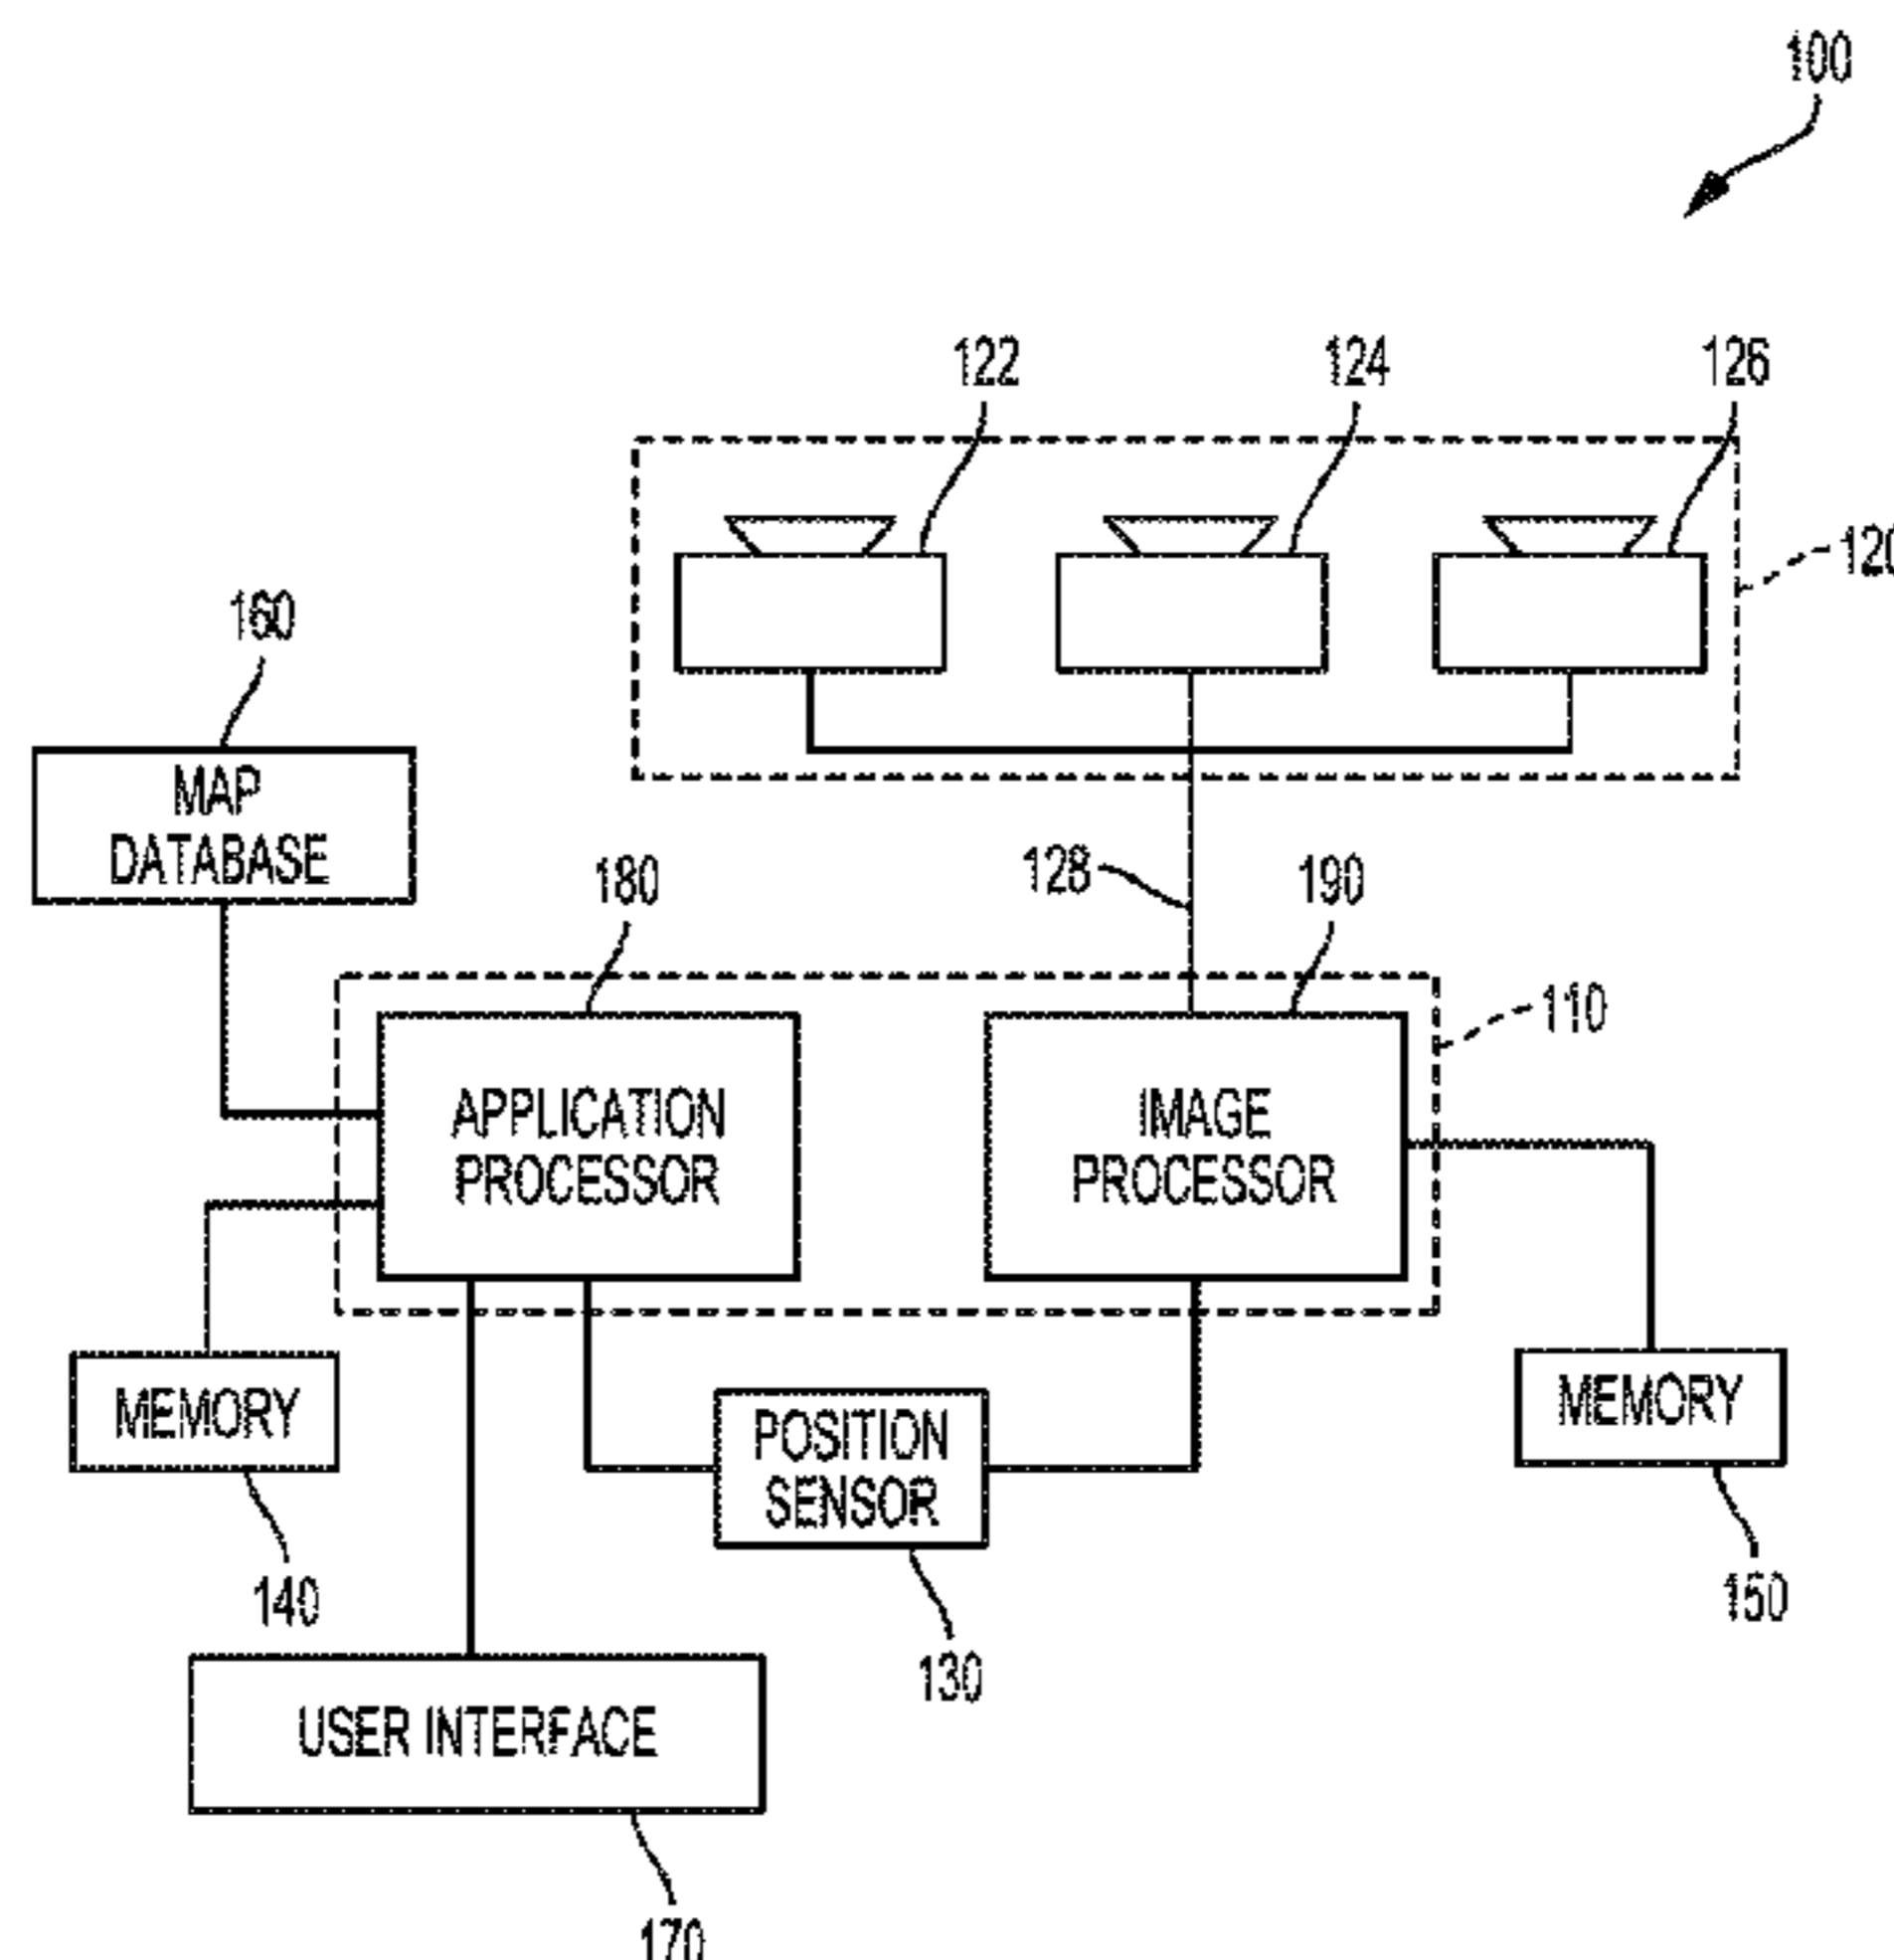 100
122
124
126
120
160
MAP
DATABASE
180
128
190
110
APPLICATION
PROCESSOR
IMAGE
PROCESSOR
MEMORY
POSITION
SENSOR
MEMORY
140
150
130
USER INTERFACE
170